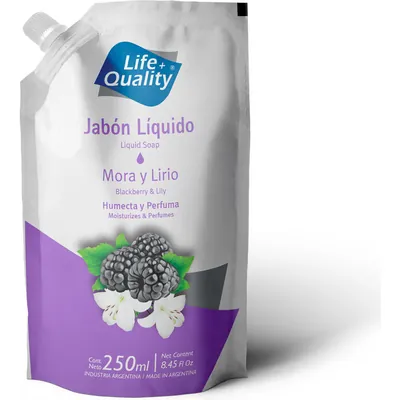 Life +
Quality ®
Jabón Líquido
Liquid Soap
Mora y Lirio
Blackberry & Lily
Humecta y Perfuma
Moisturizes & Perfumes
Cont. Neto 250ml Net Content 8.45 fl Oz
INDUSTRIA ARGENTINA / MADE IN ARGENTINA